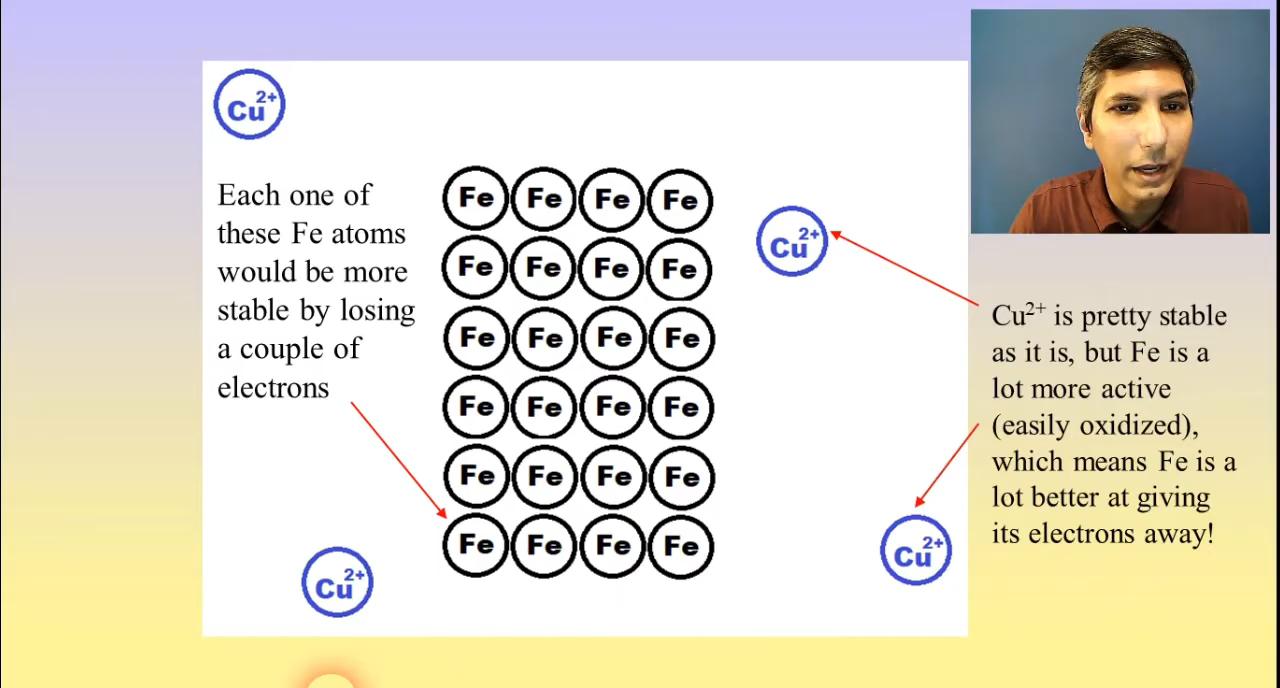 Cu²⁺
Each one of
these Fe atoms
would be more
stable by losing
a couple of
electrons
Fe Fe Fe Fe
Fe Fe Fe Fe
Fe Fe Fe Fe
Fe Fe Fe Fe
Fe Fe Fe Fe
Fe Fe Fe Fe
Cu²⁺
Cu²⁺
Cu²⁺
Cu²⁺ is pretty stable
as it is, but Fe is a
lot more active
(easily oxidized),
which means Fe is a
lot better at giving
its electrons away!